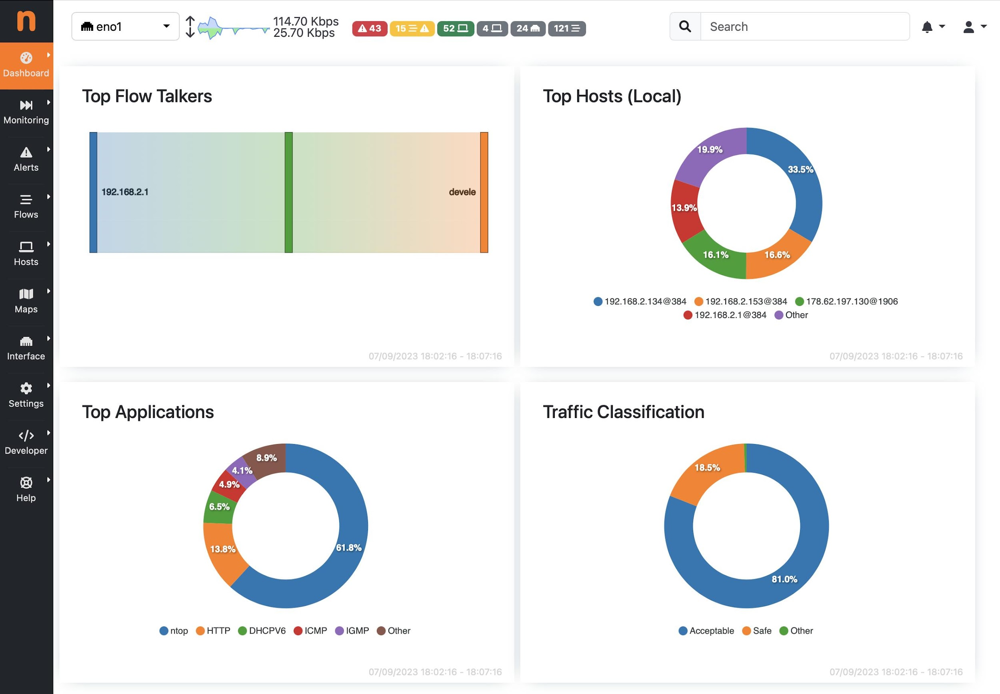 n
eno1
114.70 Kbps
25.70 Kbps
43
15
52
4
24
121
Search
Dashboard
Monitoring
Alerts
Flows
Hosts
Maps
Interface
Settings
Developer
Help
Top Flow Talkers
192.168.2.1
devele
07/09/2023 18:02:16 - 18:07:16
Top Hosts (Local)
19.9%
33.5%
13.9%
16.1%
16.6%
192.168.2.134@384 192.168.2.153@384 178.62.197.130@1906
192.168.2.1@384 Other
07/09/2023 18:02:16 - 18:07:16
Top Applications
8.9%
4.1%
4.9%
6.5%
13.8%
61.8%
ntop HTTP DHCPV6 ICMP IGMP Other
07/09/2023 18:02:16 - 18:07:16
Traffic Classification
18.5%
81.0%
Acceptable Safe Other
07/09/2023 18:02:16 - 18:07:16